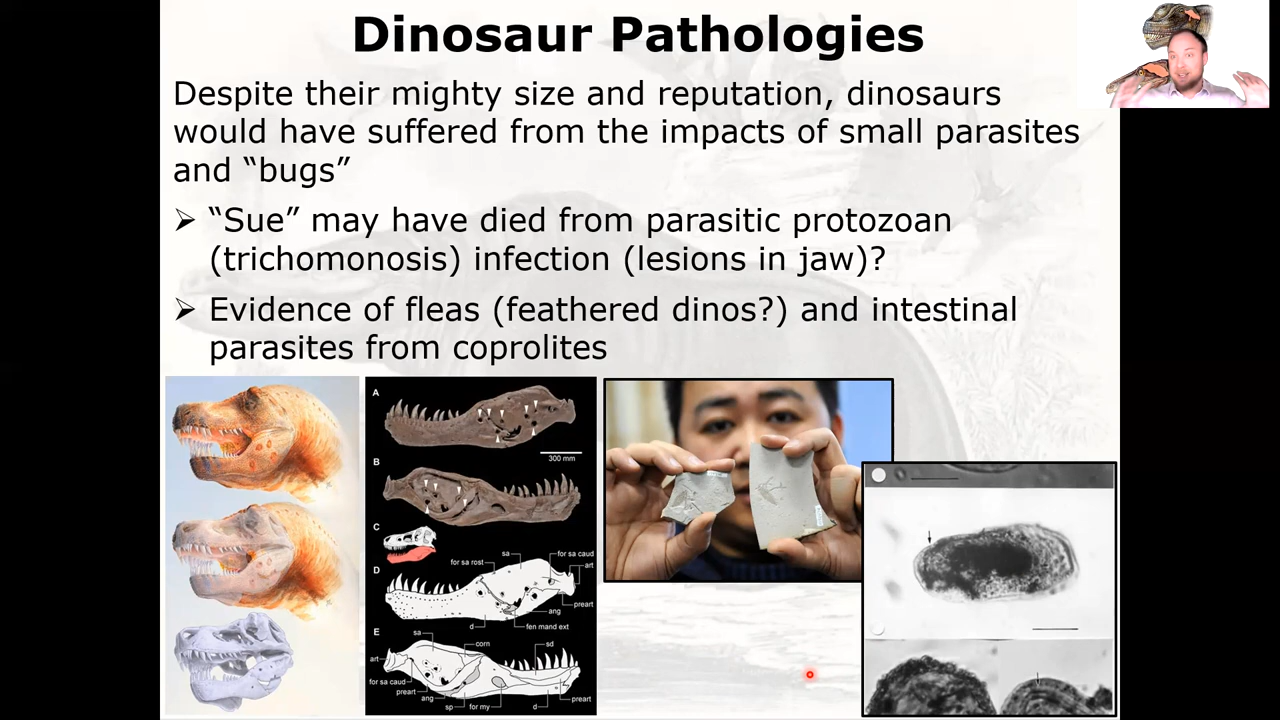 Dinosaur Pathologies
Despite their mighty size and reputation, dinosaurs
would have suffered from the impacts of small parasites
and “bugs”
➢ “Sue” may have died from parasitic protozoan
(trichomonosis) infection (lesions in jaw)?
➢ Evidence of fleas (feathered dinos?) and intestinal
parasites from coprolites
A
300 mm
B
C
D
sa
for sa caud
for sa rost
art
preart
ang
d
fen mand ext
E
sa
corn
sd
art
for sa caud
preart
ang
sp
for my
d
preart